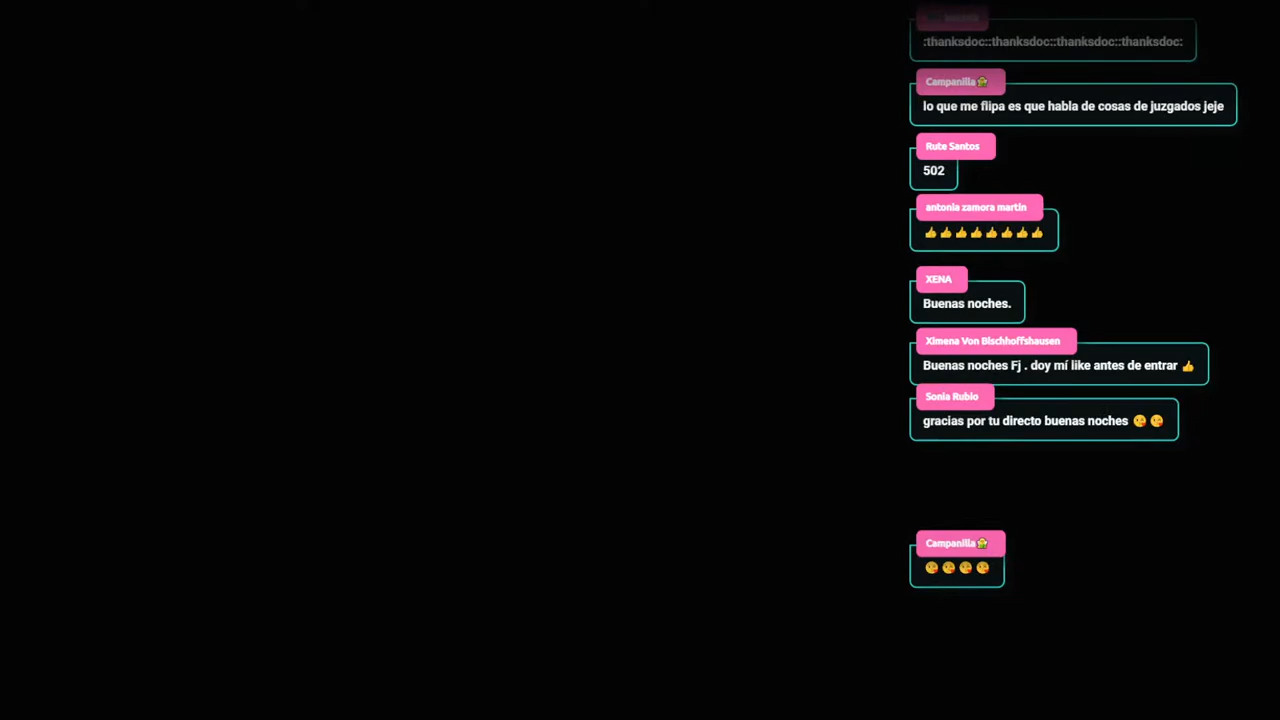 :thanksdoc::thanksdoc::thanksdoc::thanksdoc:
Campanilla
lo que me flipa es que habla de cosas de juzgados jeje
Rute Santos
502
antonia zamora martin
👍👍👍👍👍👍👍👍
XENA
Buenas noches.
Ximena Von Bischhoffshausen
Buenas noches Fj . doy mí like antes de entrar 👍
Sonia Rubio
gracias por tu directo buenas noches 😘😘
Campanilla
😘😘😘😘